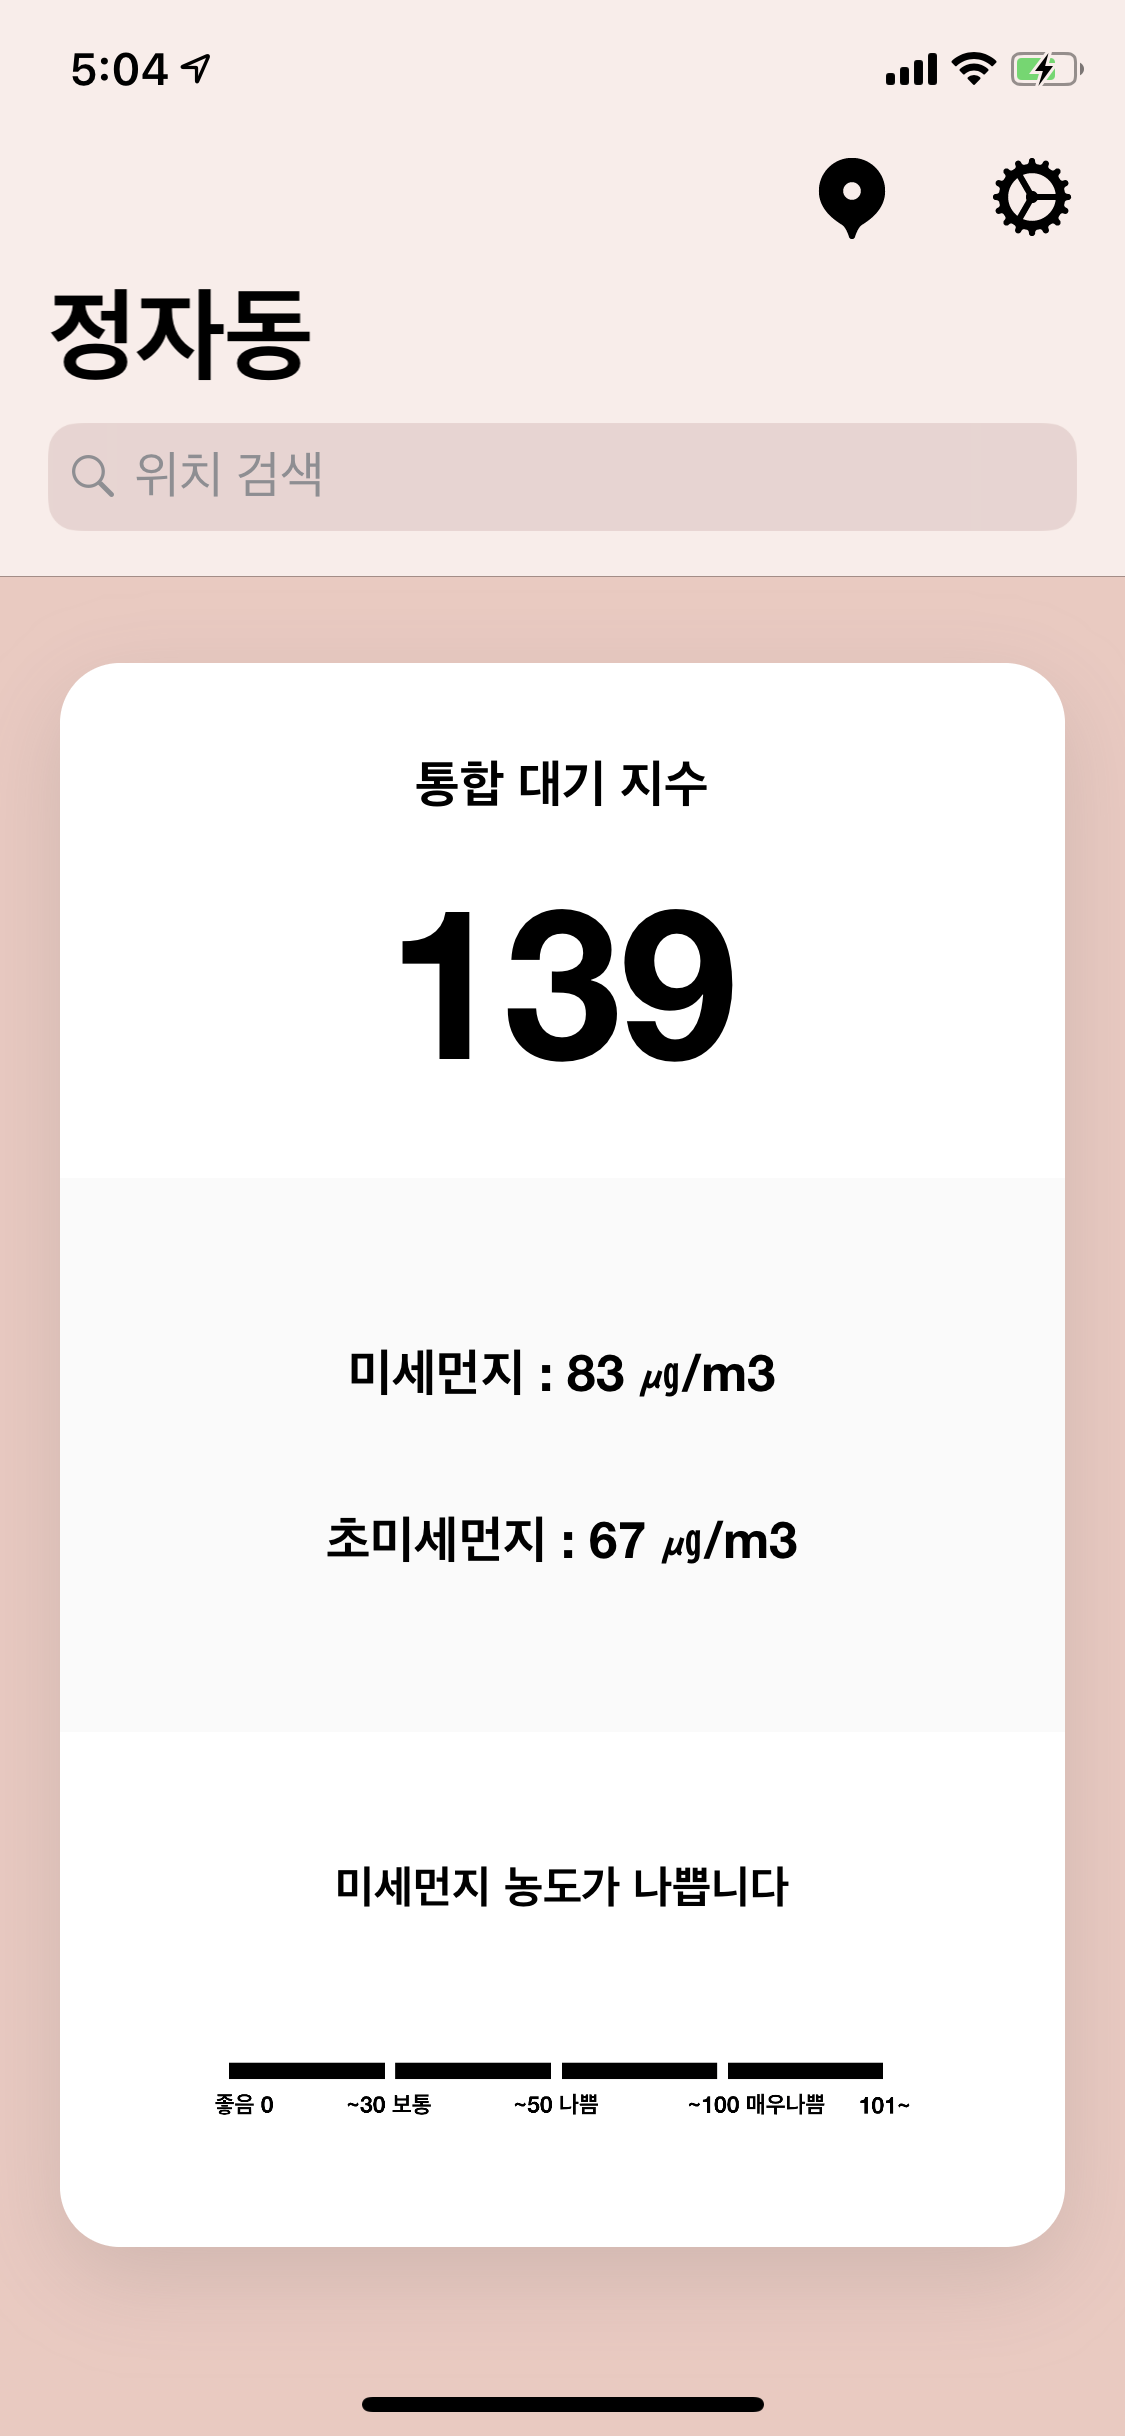 5:04
정자동
위치 검색
통합 대기 지수
139
미세먼지 : 83 ㎍/m3
초미세먼지 : 67 ㎍/m3
미세먼지 농도가 나쁩니다
좋음 0 ~30 보통 ~50 나쁨 ~100 매우나쁨 101~